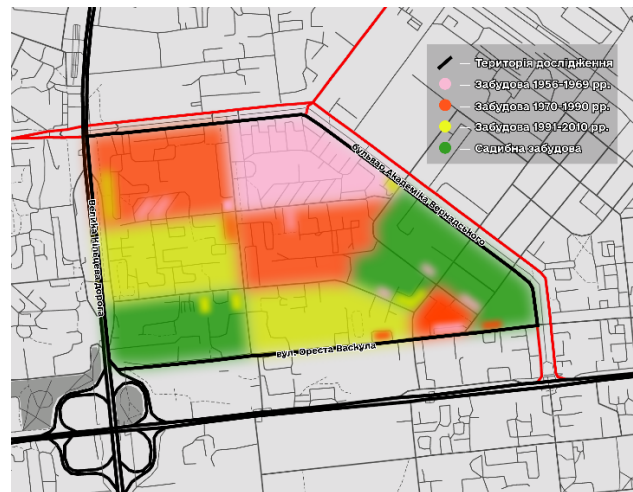 — Територія дослідження
— Забудова 1956-1969 рр.
— Забудова 1970-1990 рр.
— Забудова 1991-2010 рр.
— Садибна забудова
бульвар Академіка Вернадського
Велика Кільцева дорога
вул. Ореста Васкула